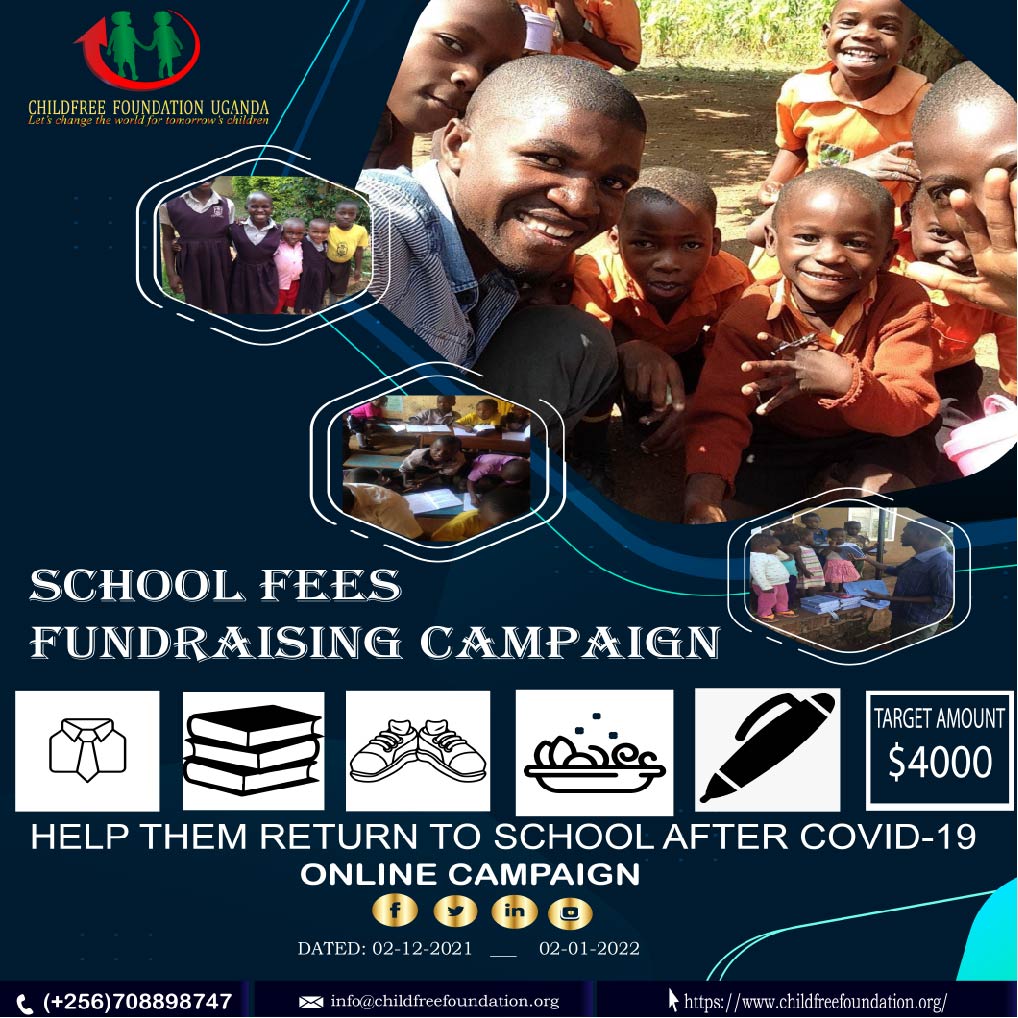 CHILDFREE FOUNDATION UGANDA
Let's change the world for tomorrow's children
SCHOOL FEES
FUNDRAISING CAMPAIGN
TARGET AMOUNT
$4000
HELP THEM RETURN TO SCHOOL AFTER COVID-19
ONLINE CAMPAIGN
DATED: 02-12-2021 __ 02-01-2022
(+256)708898747 info@childfreefoundation.org https://www.childfreefoundation.org/